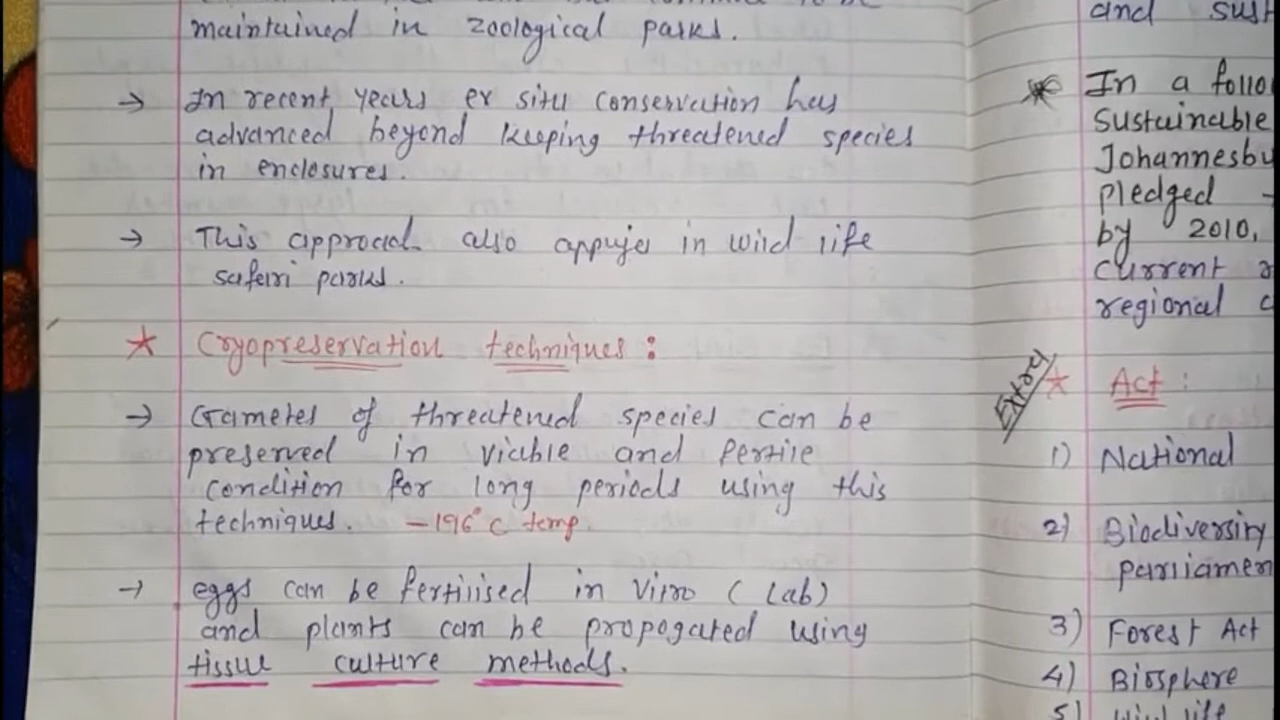 maintained in zoological parks.
→ In recent years ex situ conservation has
advanced beyond keeping threatened species
in enclosures.
→ This approach also in wild life
safari parks.
* Cryopreservation techniques :
→ Gametes of threatened species can be
preserved in viable and fertile
condition for long periods using this
techniques. -196°C temp.
→ eggs can be fertilised in Vitro (Lab)
and plants can be propogated using
tissue culture methods.
and
In a
Sustainable
pledged
by 2010,
current
regional
Extra
* Act :
1) National
2) Biodiversity
3) Forest Act
4) Biosphere
5) wild life